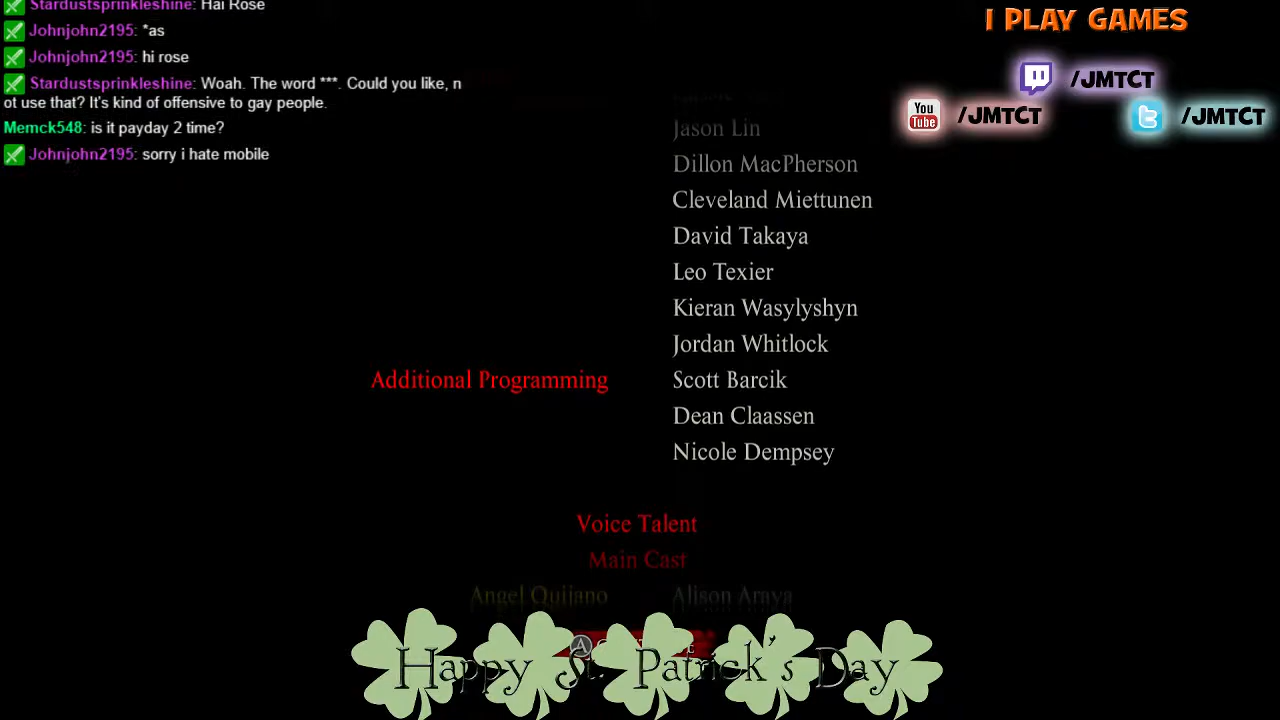 Stardustsprinkleshine: Hai Rose
Johnjohn2195: *as
Johnjohn2195: hi rose
Stardustsprinkleshine: Woah. The word ***. Could you like, n
ot use that? It's kind of offensive to gay people.
Memck548: is it payday 2 time?
Johnjohn2195: sorry i hate mobile
I PLAY GAMES
/JMTCT
You Tube /JMTCT
/JMTCT
Jason Lin
Dillon MacPherson
Cleveland Miettunen
David Takaya
Leo Texier
Kieran Wasylyshyn
Jordan Whitlock
Additional Programming Scott Barcik
Dean Claassen
Nicole Dempsey
Voice Talent
Main Cast
Angel Quijano Alison Araya
A
Happy St. Patrick's Day